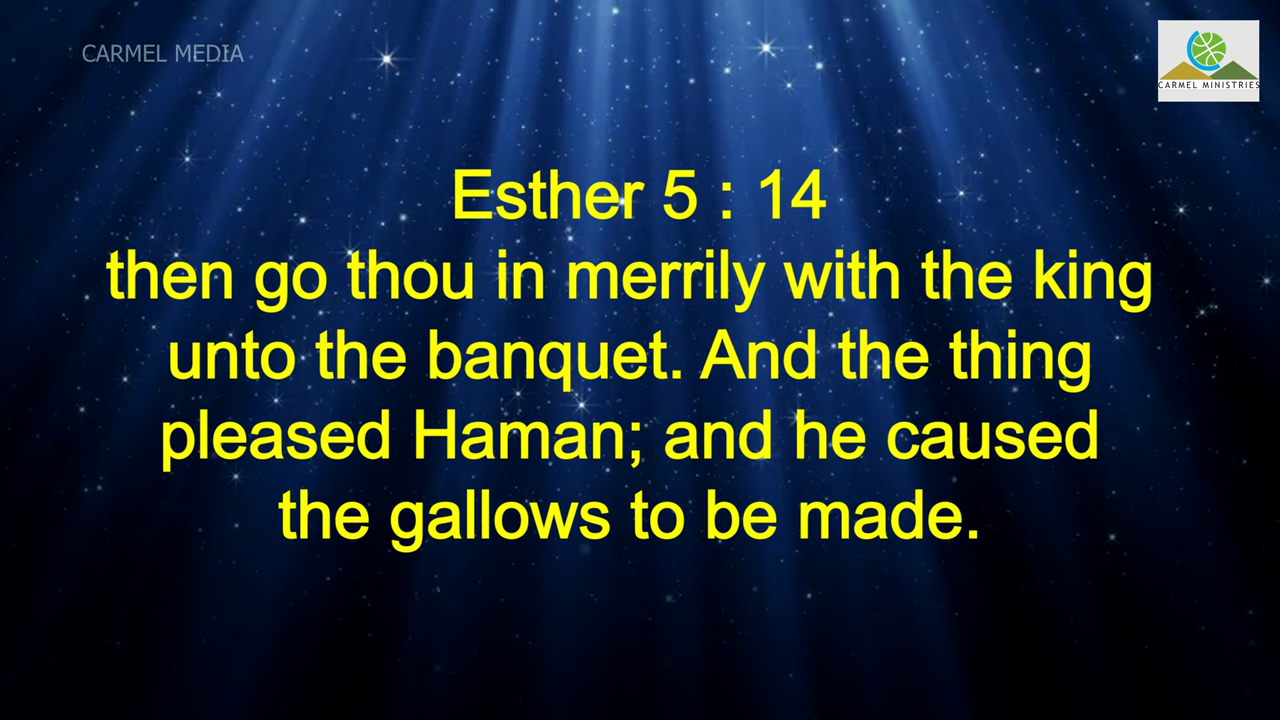 CARMEL MEDIA
CARMEL MINISTRIES
Esther 5 : 14
then go thou in merrily with the king
unto the banquet. And the thing
pleased Haman; and he caused
the gallows to be made.